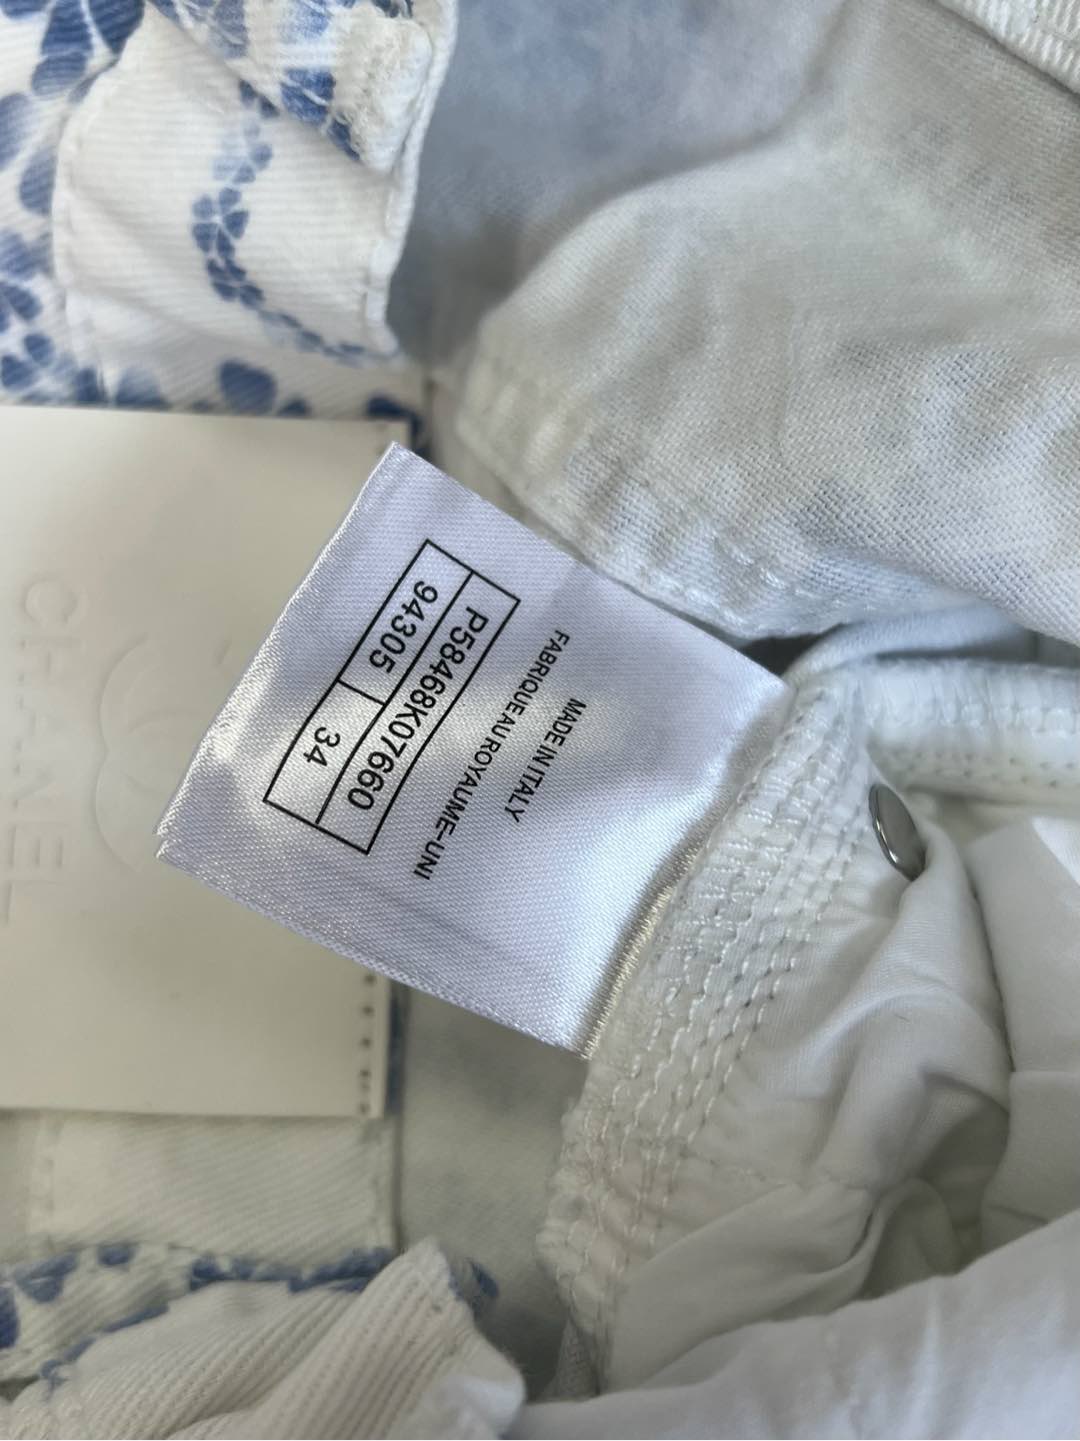 P58468K07660
94305 34
MADE IN ITALY
FABRIQUE AU ROYAUME-UNI
CHANEL